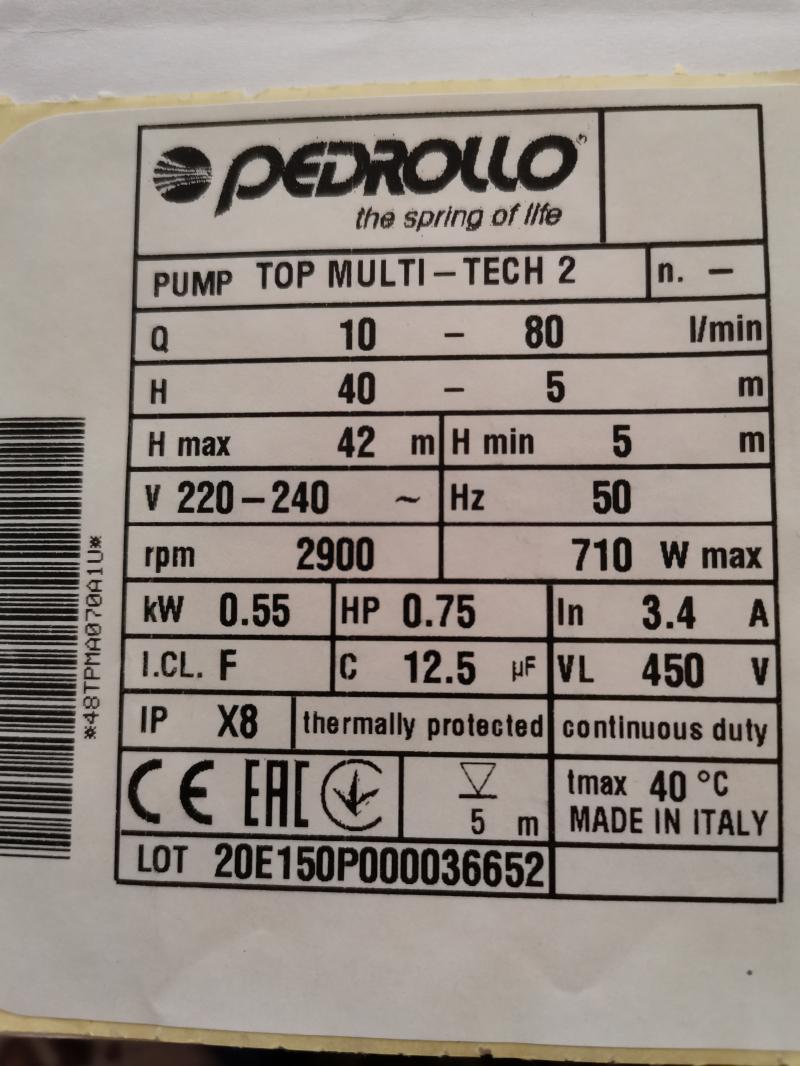 PEDROLLO®
the spring of life
PUMP TOP MULTI-TECH 2 n. -
Q 10 - 80 l/min
H 40 - 5 m
H max 42 m H min 5 m
V 220-240 ~ Hz 50
rpm 2900 710 W max
kW 0.55 HP 0.75 In 3.4 A
I.CL. F C 12.5 µF VL 450 V
IP X8 thermally protected continuous duty
CE EAC 5 m tmax 40 °C
MADE IN ITALY
LOT 20E150P000036652
*48TPMA070A1U*